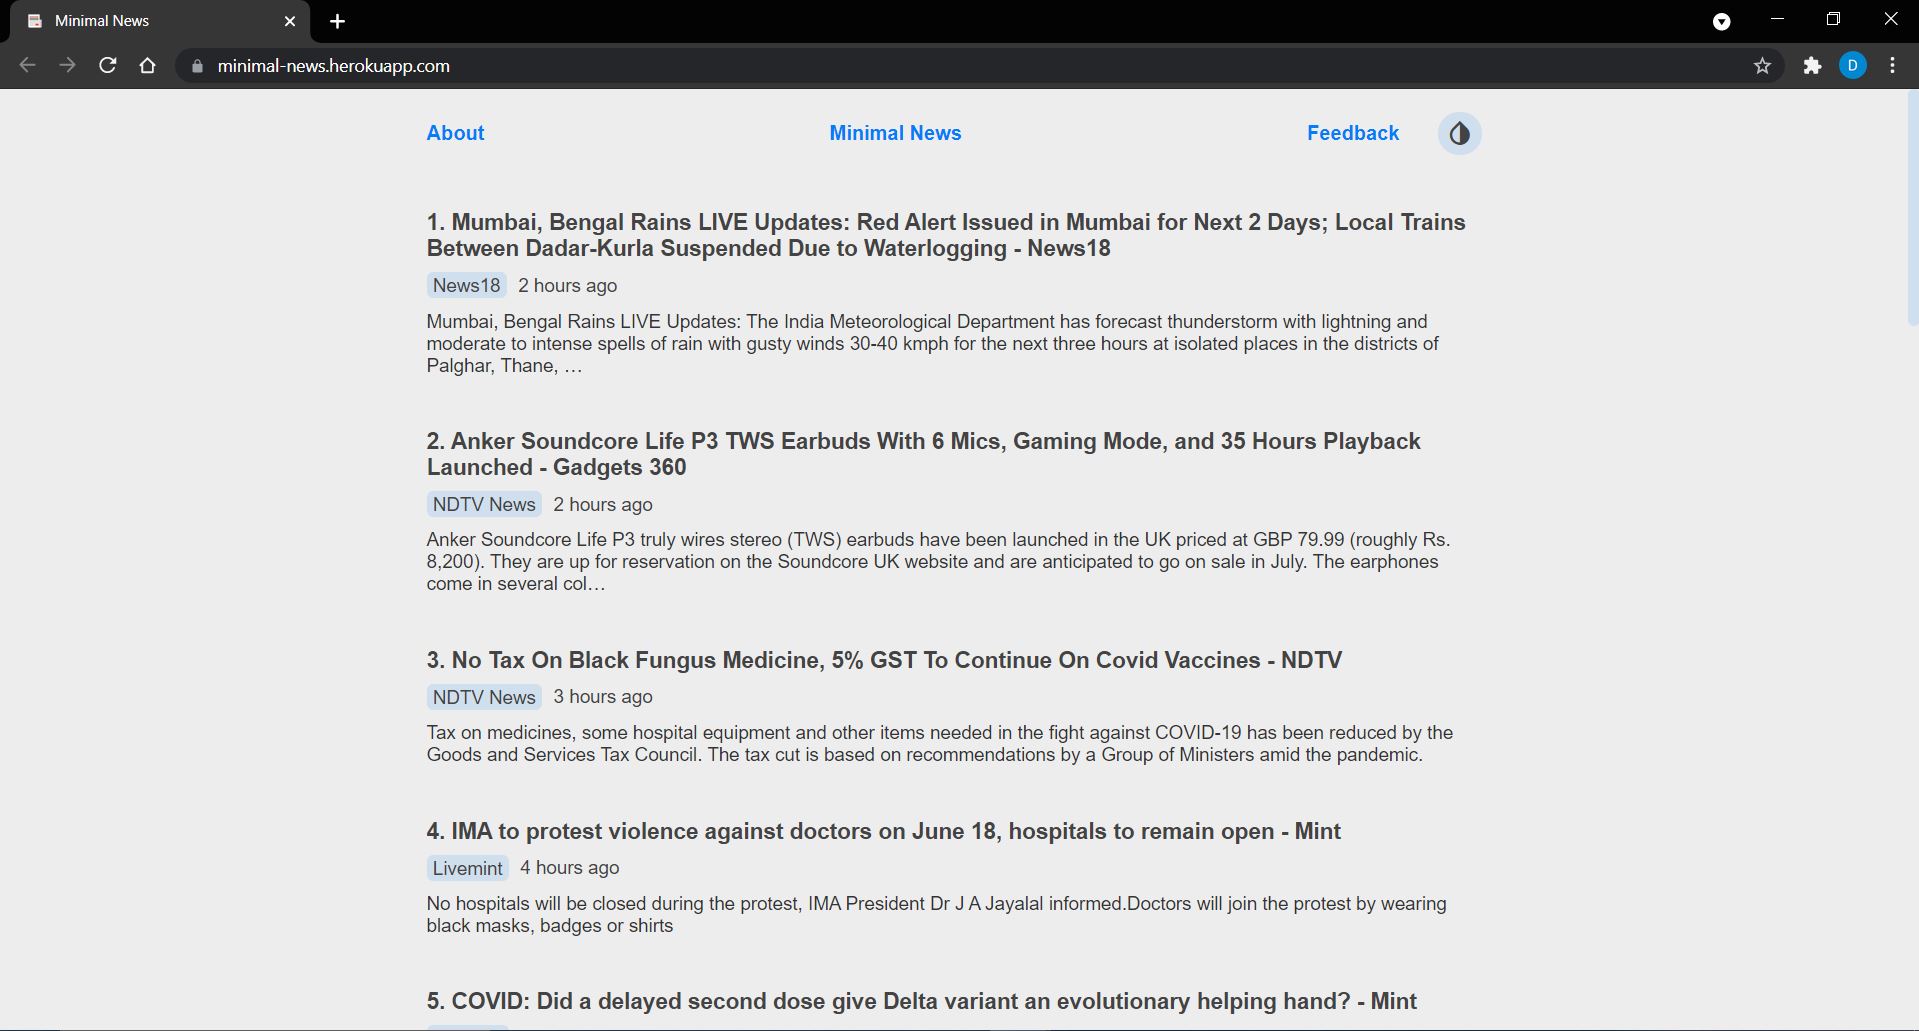 Minimal News
minimal-news.herokuapp.com
D
About
Minimal News
Feedback
1. Mumbai, Bengal Rains LIVE Updates: Red Alert Issued in Mumbai for Next 2 Days; Local Trains
Between Dadar-Kurla Suspended Due to Waterlogging - News18
News18 2 hours ago
Mumbai, Bengal Rains LIVE Updates: The India Meteorological Department has forecast thunderstorm with lightning and
moderate to intense spells of rain with gusty winds 30-40 kmph for the next three hours at isolated places in the districts of
Palghar, Thane, …
2. Anker Soundcore Life P3 TWS Earbuds With 6 Mics, Gaming Mode, and 35 Hours Playback
Launched - Gadgets 360
NDTV News 2 hours ago
Anker Soundcore Life P3 truly wires stereo (TWS) earbuds have been launched in the UK priced at GBP 79.99 (roughly Rs.
8,200). They are up for reservation on the Soundcore UK website and are anticipated to go on sale in July. The earphones
come in several col…
3. No Tax On Black Fungus Medicine, 5% GST To Continue On Covid Vaccines - NDTV
NDTV News 3 hours ago
Tax on medicines, some hospital equipment and other items needed in the fight against COVID-19 has been reduced by the
Goods and Services Tax Council. The tax cut is based on recommendations by a Group of Ministers amid the pandemic.
4. IMA to protest violence against doctors on June 18, hospitals to remain open - Mint
Livemint 4 hours ago
No hospitals will be closed during the protest, IMA President Dr J A Jayalal informed.Doctors will join the protest by wearing
black masks, badges or shirts
5. COVID: Did a delayed second dose give Delta variant an evolutionary helping hand? - Mint